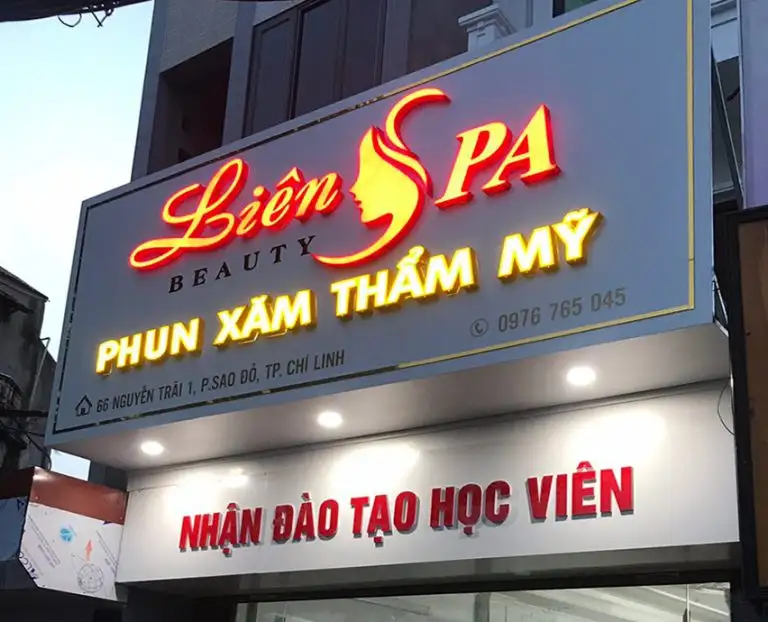 Liên SPA
BEAUTY
PHUN XĂM THẨM MỸ
66 NGUYỄN TRÃI 1, P.SAO ĐỎ, TP. CHÍ LINH
0976 765 045
NHẬN ĐÀO TẠO HỌC VIÊN